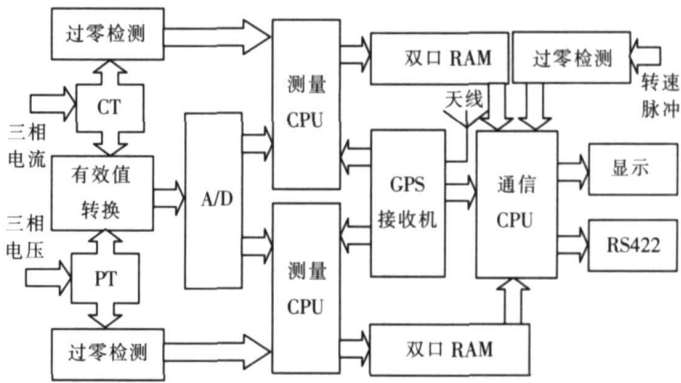 过零检测
测量
CPU
双口 RAM
过零检测
转速
脉冲
天线
CT
三相
电流
有效值
转换
A/D
GPS
接收机
通信
CPU
显示
三相
电压
PT
测量
CPU
RS422
过零检测
双口 RAM